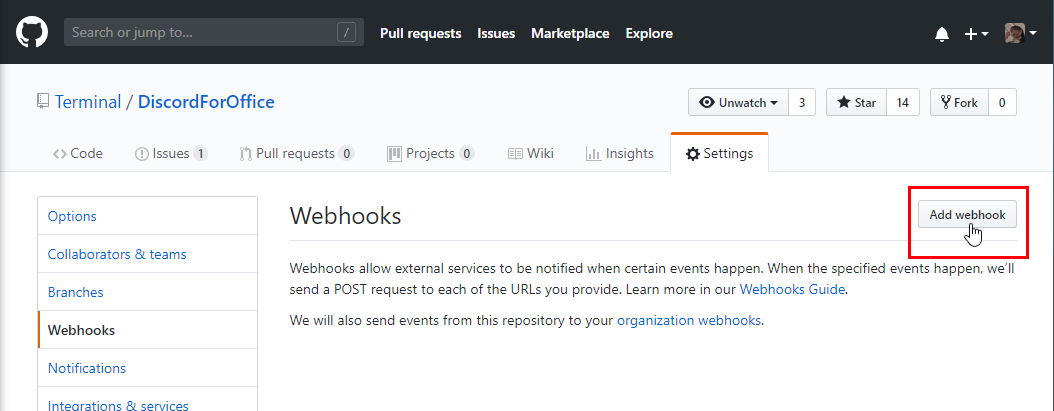 Search or jump to... /
Pull requests Issues Marketplace Explore
Terminal / DiscordForOffice
Unwatch 3 Star 14 Fork 0
Code Issues 1 Pull requests 0 Projects 0 Wiki Insights Settings
Options
Collaborators & teams
Branches
Webhooks
Notifications
Integrations & services
Webhooks
Add webhook
Webhooks allow external services to be notified when certain events happen. When the specified events happen, we’ll
send a POST request to each of the URLs you provide. Learn more in our Webhooks Guide.
We will also send events from this repository to your organization webhooks.